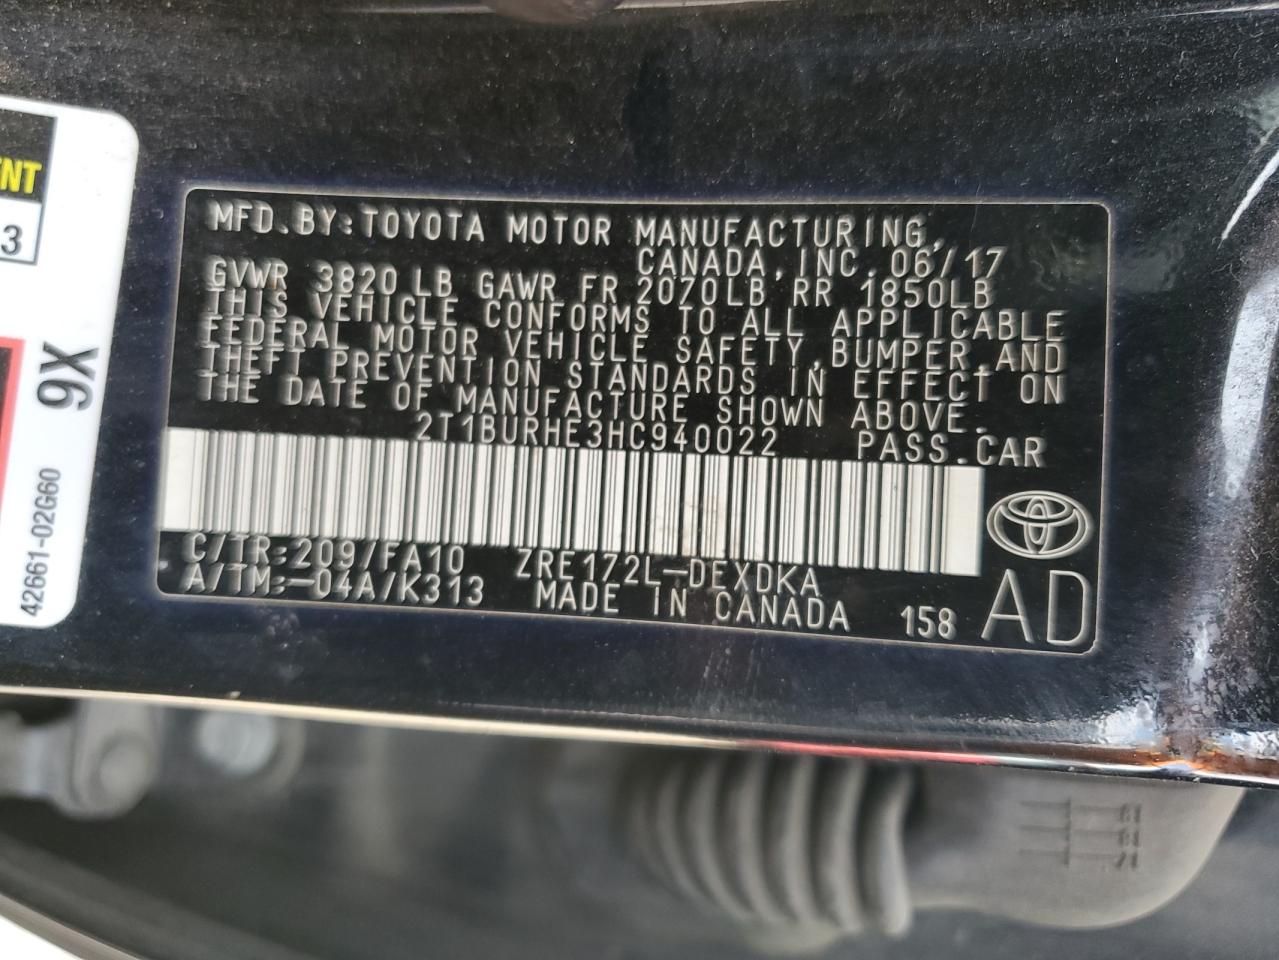 MFD.BY:TOYOTA MOTOR MANUFACTURING,
CANADA,INC. 06/17
GVWR 3820LB GAWR FR 2070LB RR 1850LB
THIS VEHICLE CONFORMS TO ALL APPLICABLE
FEDERAL MOTOR VEHICLE SAFETY,BUMPER,AND
THEFT PREVENTION STANDARDS IN EFFECT ON
THE DATE OF MANUFACTURE SHOWN ABOVE.
2T1BURHE3HC940022 PASS.CAR
C/TR:209/FA10 ZRE172L-DEXDKA
A/TM:-04A/K313 MADE IN CANADA 158 AD
3
9X
42661-02G60